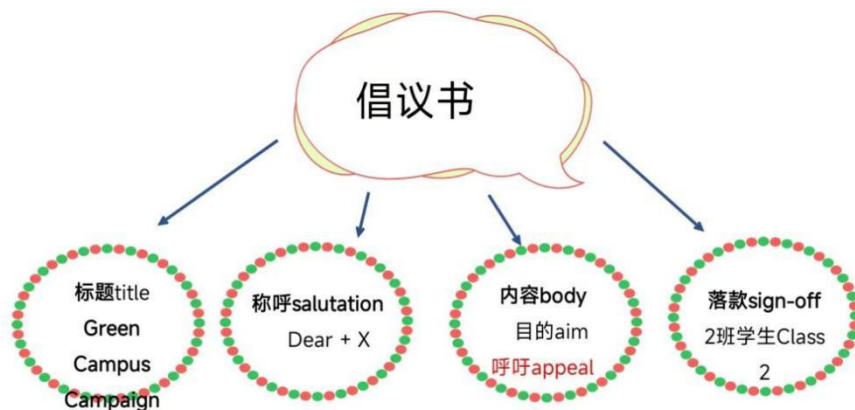 倡议书
标题title
Green
Campus
Campaign
称呼salutation
Dear + X
内容body
目的aim
呼吁appeal
落款sign-off
2班学生Class
2